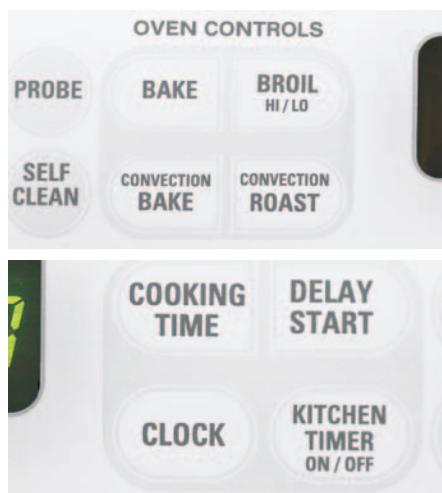 OVEN CONTROLS
PROBE
BAKE
BROIL
HI / LO
SELF
CLEAN
CONVECTION
BAKE
CONVECTION
ROAST
COOKING
TIME
DELAY
START
CLOCK
KITCHEN
TIMER
ON / OFF